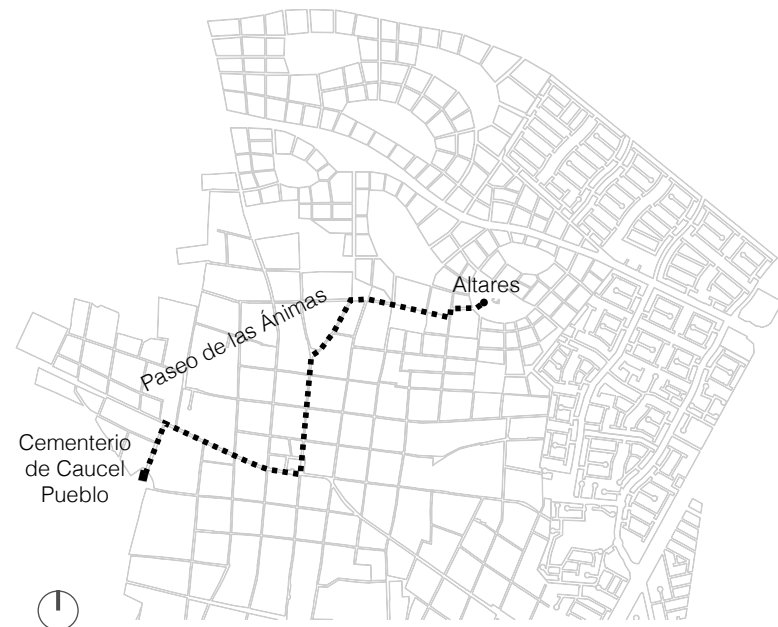 Altares
Paseo de las Ánimas
Cementerio
de Caucel
Pueblo